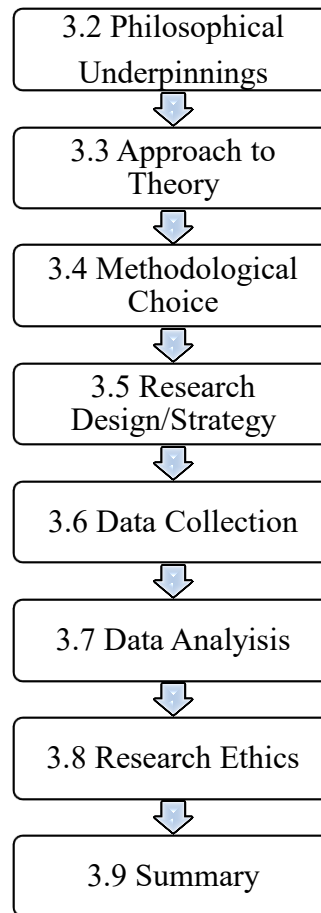 3.2 Philosophical
Underpinnings
3.3 Approach to
Theory
3.4 Methodological
Choice
3.5 Research
Design/Strategy
3.6 Data Collection
3.7 Data Analyisis
3.8 Research Ethics
3.9 Summary